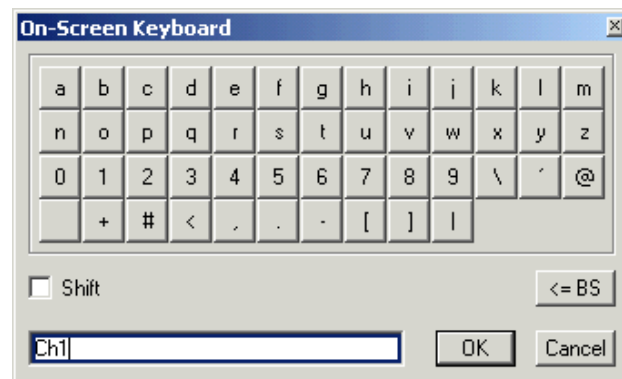 On-Screen Keyboard
a b c d e f g h i j k l m
n o p q r s t u v w x y z
0 1 2 3 4 5 6 7 8 9 \ ´ @
+ # < , . - [ ] |
Shift <= BS
Ch1 OK Cancel